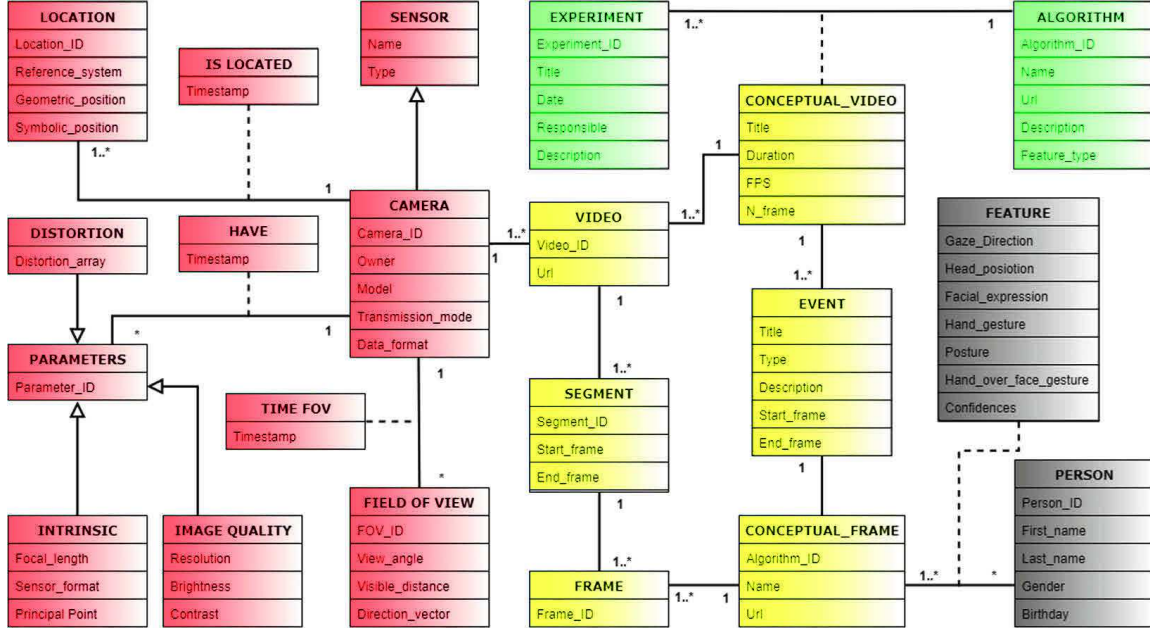 LOCATION
Location_ID
Reference_system
Geometric_position
Symbolic_position
1..*
IS LOCATED
Timestamp
1
SENSOR
Name
Type
EXPERIMENT
Experiment_ID
Title
Date
Responsible
Description
1..*
1
ALGORITHM
Algorithm_ID
Name
Url
Description
Feature_type
CONCEPTUAL_VIDEO
Title
Duration
FPS
N_frame
1
1..*
1
1..*
DISTORTION
Distortion_array
HAVE
Timestamp
*
1
CAMERA
Camera_ID
Owner
Model
Transmission_mode
Data_format
1
1..*
1
VIDEO
Video_ID
Url
1
1..*
FEATURE
Gaze_Direction
Head_posiotion
Facial_expression
Hand_gesture
Posture
Hand_over_face_gesture
Confidences
EVENT
Title
Type
Description
Start_frame
End_frame
1
PARAMETERS
Parameter_ID
TIME FOV
Timestamp
*
SEGMENT
Segment_ID
Start_frame
End_frame
1
1..*
INTRINSIC
Focal_length
Sensor_format
Principal Point
IMAGE QUALITY
Resolution
Brightness
Contrast
FIELD OF VIEW
FOV_ID
View_angle
Visible_distance
Direction_vector
FRAME
Frame_ID
1..*
1
CONCEPTUAL_FRAME
Algorithm_ID
Name
Url
1..*
*
PERSON
Person_ID
First_name
Last_name
Gender
Birthday